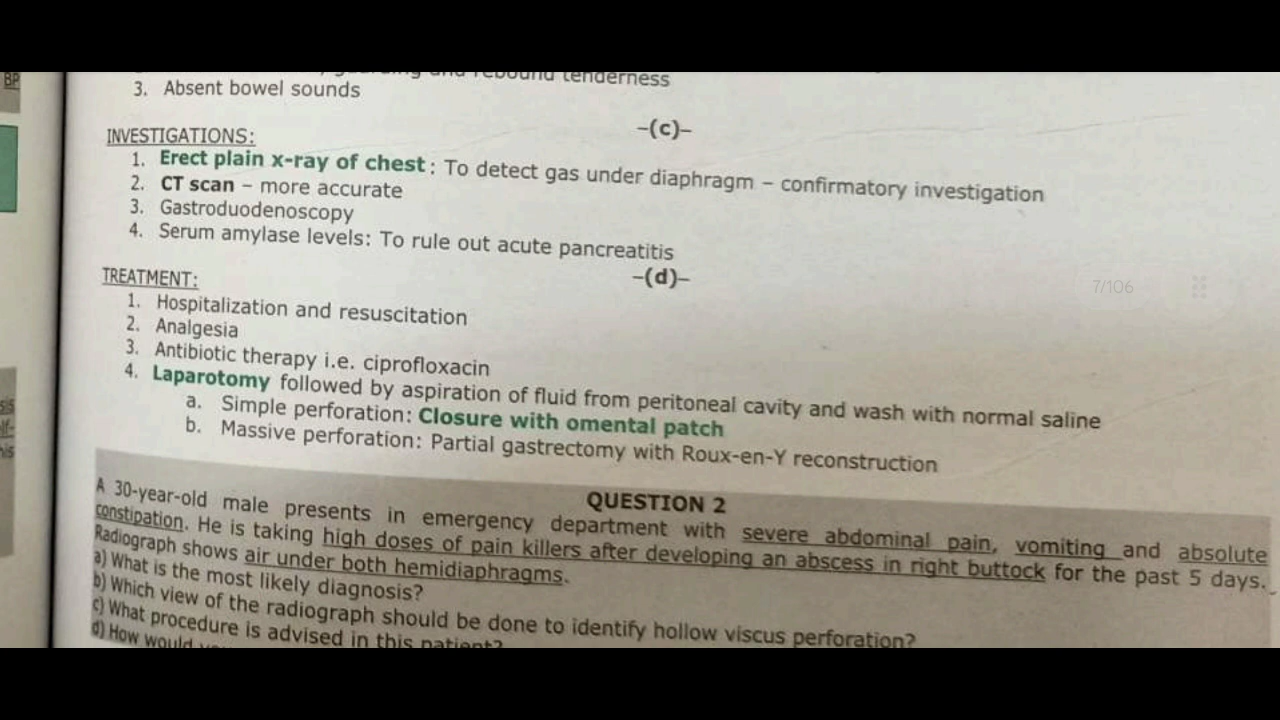 and rebound tenderness
3. Absent bowel sounds
–(c)–
INVESTIGATIONS:
1. Erect plain x-ray of chest: To detect gas under diaphragm – confirmatory investigation
2. CT scan – more accurate
3. Gastroduodenoscopy
4. Serum amylase levels: To rule out acute pancreatitis
–(d)–
TREATMENT:
1. Hospitalization and resuscitation
2. Analgesia
3. Antibiotic therapy i.e. ciprofloxacin
4. Laparotomy followed by aspiration of fluid from peritoneal cavity and wash with normal saline
a. Simple perforation: Closure with omental patch
b. Massive perforation: Partial gastrectomy with Roux-en-Y reconstruction
QUESTION 2
A 30-year-old male presents in emergency department with severe abdominal pain, vomiting and absolute
constipation. He is taking high doses of pain killers after developing an abscess in right buttock for the past 5 days.
Radiograph shows air under both hemidiaphragms.
a) What is the most likely diagnosis?
b) Which view of the radiograph should be done to identify hollow viscus perforation?
c) What procedure is advised in this patient?
d) How would
7/106
BP